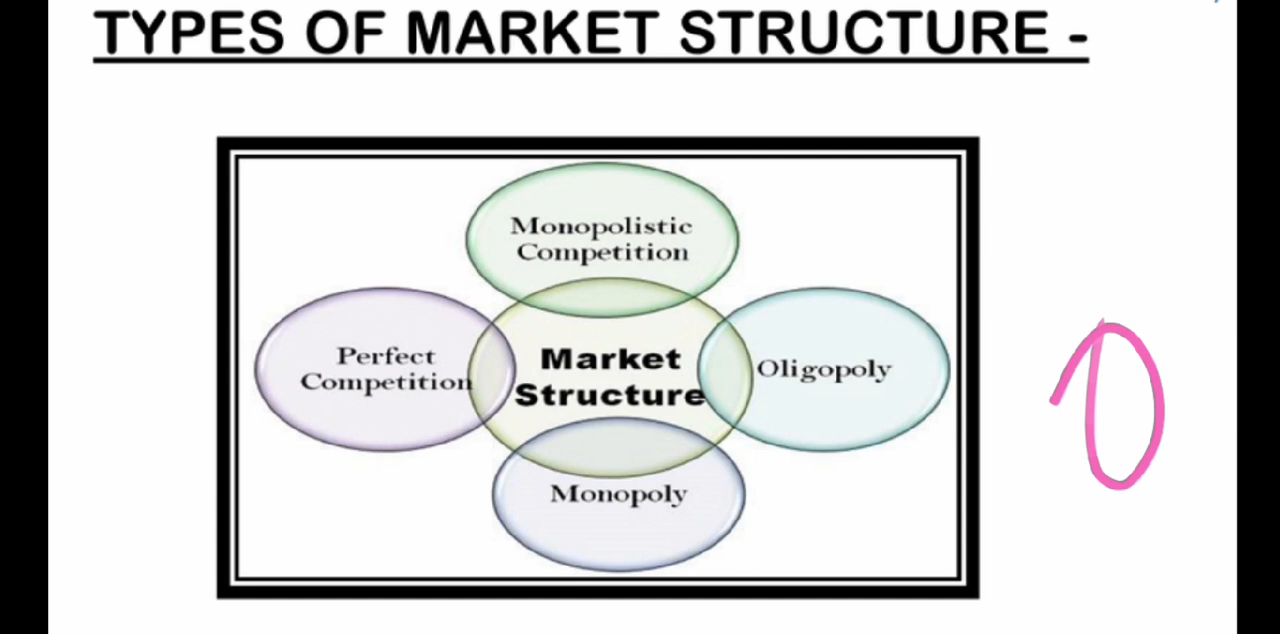 TYPES OF MARKET STRUCTURE -
Monopolistic
Competition
Perfect
Competition
Market
Structure
Oligopoly
Monopoly